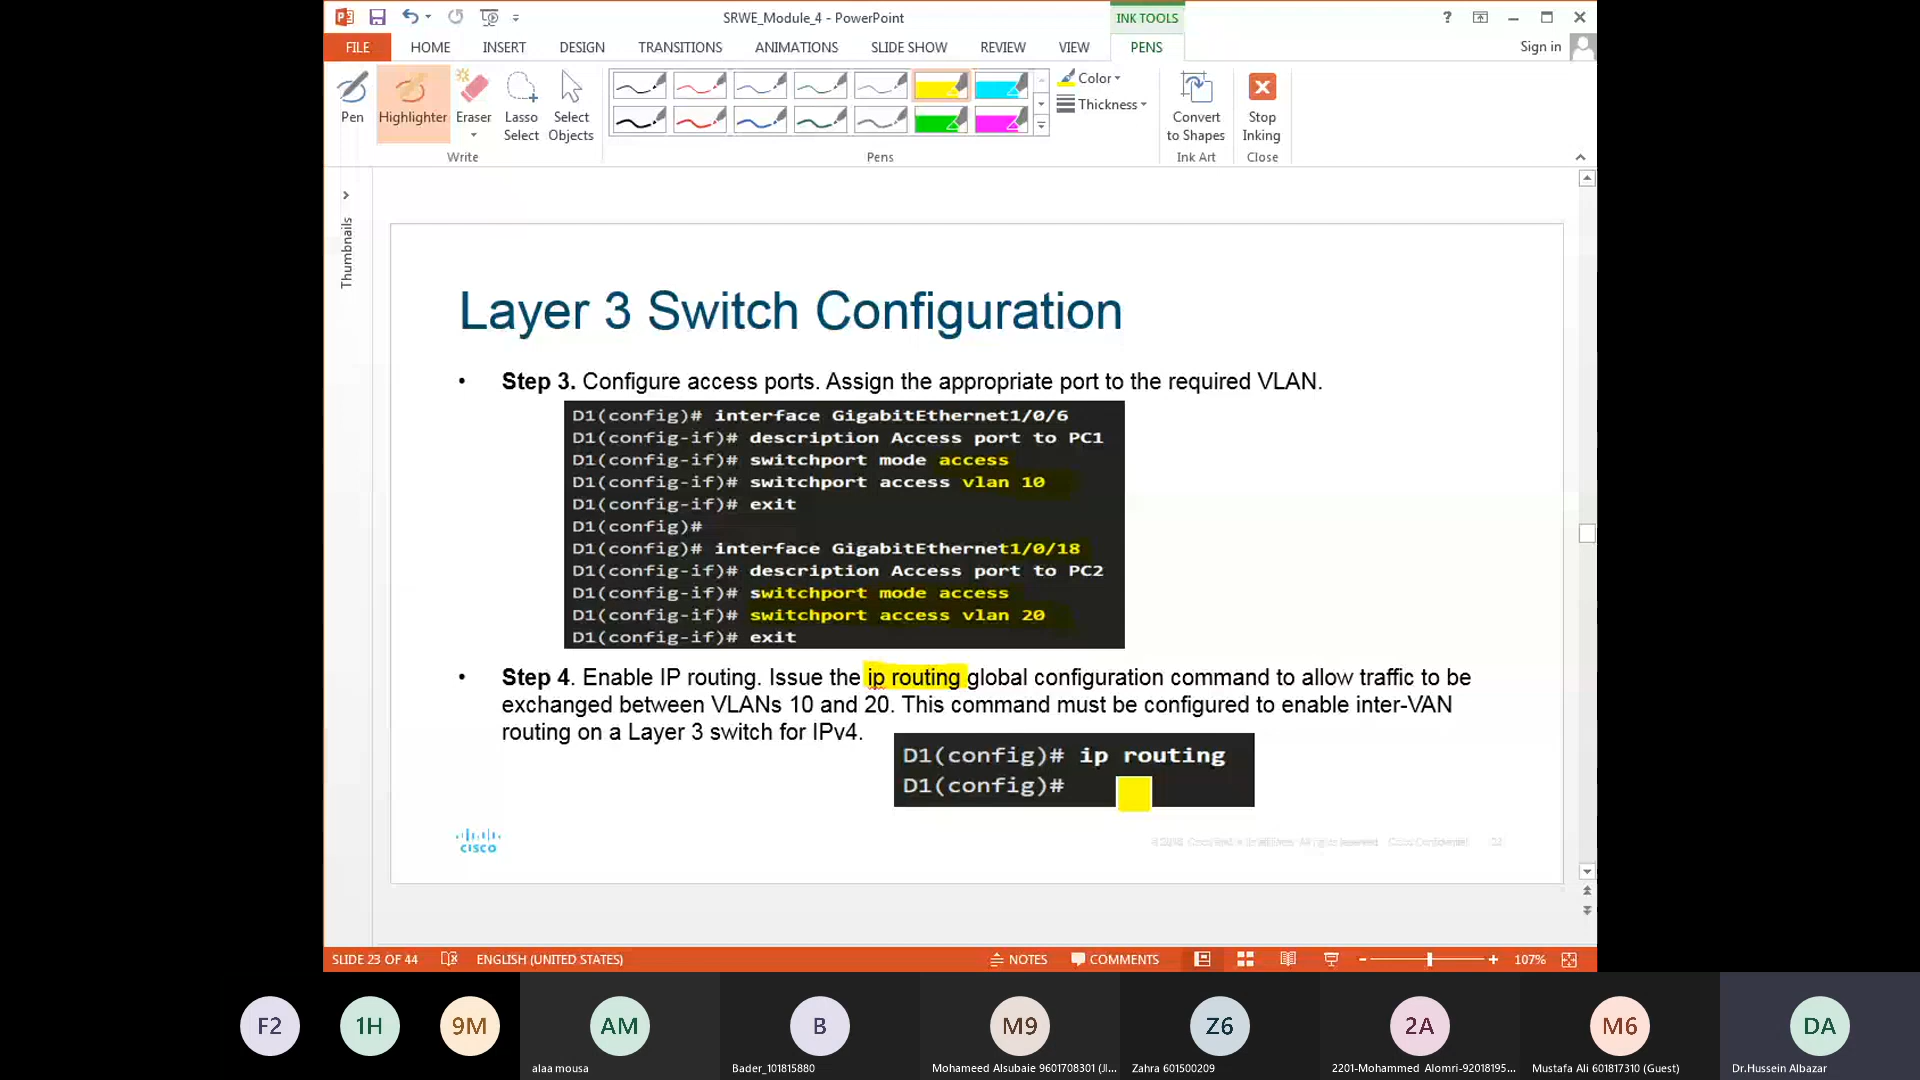 SRWE_Module_4 - PowerPoint
INK TOOLS
?
FILE
HOME
INSERT
DESIGN
TRANSITIONS
ANIMATIONS
SLIDE SHOW
REVIEW
VIEW
PENS
Sign in
Pen
Highlighter
Eraser
Lasso
Select
Select
Objects
Color
Thickness
Convert
to Shapes
Stop
Inking
Write
Pens
Ink Art
Close
Thumbnails
Layer 3 Switch Configuration
• Step 3. Configure access ports. Assign the appropriate port to the required VLAN.
D1(config)# interface GigabitEthernet1/0/6
D1(config-if)# description Access port to PC1
D1(config-if)# switchport mode access
D1(config-if)# switchport access vlan 10
D1(config-if)# exit
D1(config)#
D1(config)# interface GigabitEthernet1/0/18
D1(config-if)# description Access port to PC2
D1(config-if)# switchport mode access
D1(config-if)# switchport access vlan 20
D1(config-if)# exit
• Step 4. Enable IP routing. Issue the ip routing global configuration command to allow traffic to be
exchanged between VLANs 10 and 20. This command must be configured to enable inter-VAN
routing on a Layer 3 switch for IPv4.
D1(config)# ip routing
D1(config)#
CISCO
SLIDE 23 OF 44
ENGLISH (UNITED STATES)
NOTES
COMMENTS
107%
F2
1H
9M
AM
B
M9
Z6
2A
M6
DA
alaa mousa
Bader_101815880
Mohameed Alsubaie 9601708301 (JI...
Zahra 601500209
2201-Mohammed Alomri-92018195...
Mustafa Ali 601817310 (Guest)
Dr.Hussein Albazar